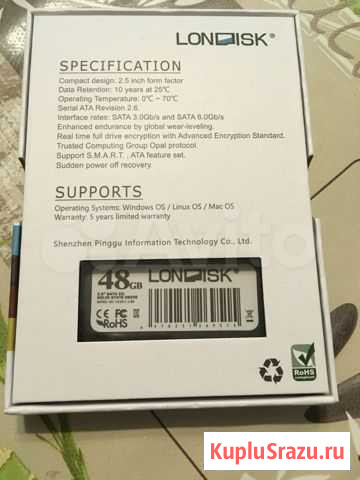 LONDISK®
SPECIFICATION
Compact design: 2.5 inch form factor
Data Retention: 10 years at 25℃
Operating Temperature: 0℃ ~ 70℃
Serial ATA Revision 2.6.
Interface rates: SATA 3.0Gb/s and SATA 6.0Gb/s
Enhanced endurance by global wear-leveling.
Real time full drive encryption with Advanced Encryption Standard.
Trusted Computing Group Opal protocol.
Support S.M.A.R.T. , ATA feature set.
Sudden power off recovery.
SUPPORTS
Operating Systems: Windows OS / Linux OS / Mac OS
Warranty: 5 years limited warranty
Shenzhen Pinggu Information Technology Co., Ltd.
Avito
48GB
LONDISK®
SOLID STATE DRIVE
CE FC
RoHS
RoHS
KupluSrazu.ru
KupluSrazu.ru